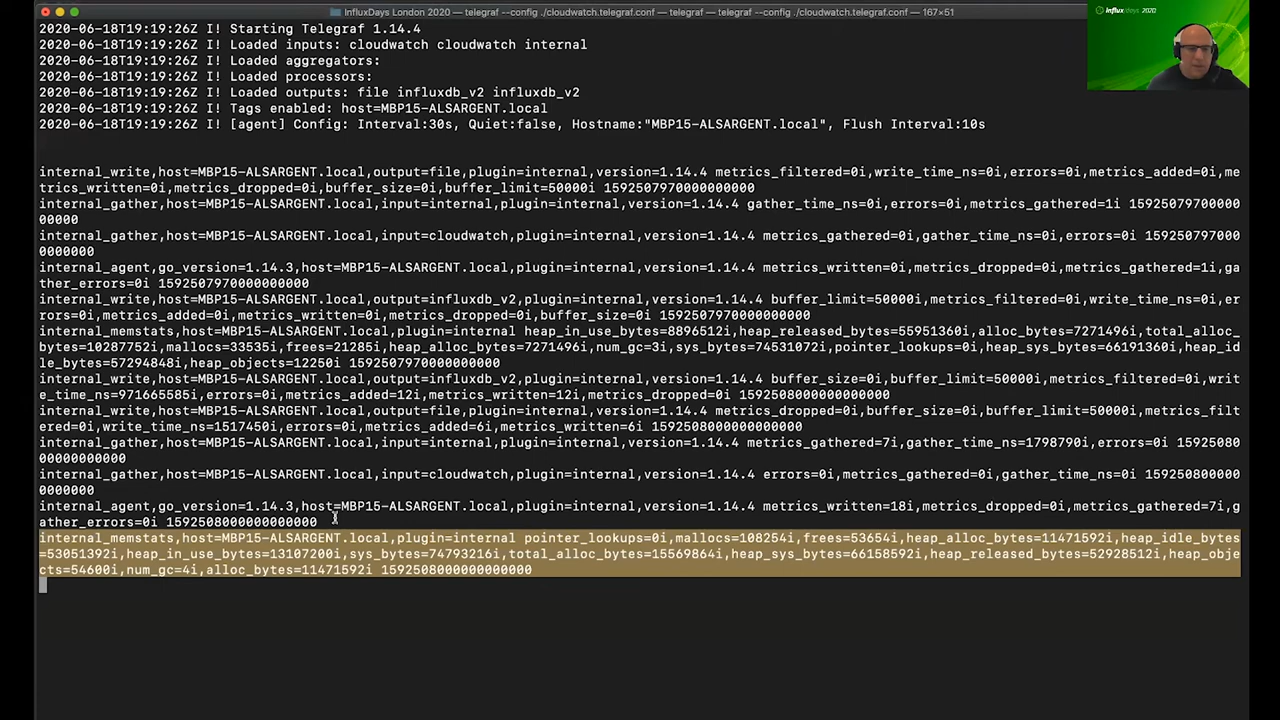 InfluxDays London 2020 — telegraf --config ./cloudwatch.telegraf.conf — telegraf — telegraf --config ./cloudwatch.telegraf.conf — 167×51
influxdays 2020
2020-06-18T19:19:26Z I! Starting Telegraf 1.14.4
2020-06-18T19:19:26Z I! Loaded inputs: cloudwatch cloudwatch internal
2020-06-18T19:19:26Z I! Loaded aggregators:
2020-06-18T19:19:26Z I! Loaded processors:
2020-06-18T19:19:26Z I! Loaded outputs: file influxdb_v2 influxdb_v2
2020-06-18T19:19:26Z I! Tags enabled: host=MBP15-ALSARGENT.local
2020-06-18T19:19:26Z I! [agent] Config: Interval:30s, Quiet:false, Hostname:"MBP15-ALSARGENT.local", Flush Interval:10s
internal_write,host=MBP15-ALSARGENT.local,output=file,plugin=internal,version=1.14.4 metrics_filtered=0i,write_time_ns=0i,errors=0i,metrics_added=0i,me
trics_written=0i,metrics_dropped=0i,buffer_size=0i,buffer_limit=50000i 1592507970000000000
internal_gather,host=MBP15-ALSARGENT.local,input=internal,plugin=internal,version=1.14.4 gather_time_ns=0i,errors=0i,metrics_gathered=1i 15925079700000
00000
internal_gather,host=MBP15-ALSARGENT.local,input=cloudwatch,plugin=internal,version=1.14.4 metrics_gathered=0i,gather_time_ns=0i,errors=0i 159250797000
0000000
internal_agent,go_version=1.14.3,host=MBP15-ALSARGENT.local,plugin=internal,version=1.14.4 metrics_written=0i,metrics_dropped=0i,metrics_gathered=1i,ga
ther_errors=0i 1592507970000000000
internal_write,host=MBP15-ALSARGENT.local,output=influxdb_v2,plugin=internal,version=1.14.4 buffer_limit=50000i,metrics_filtered=0i,write_time_ns=0i,er
rors=0i,metrics_added=0i,metrics_written=0i,metrics_dropped=0i,buffer_size=0i 1592507970000000000
internal_memstats,host=MBP15-ALSARGENT.local,plugin=internal heap_in_use_bytes=8896512i,heap_released_bytes=55951360i,alloc_bytes=7271496i,total_alloc_
bytes=10287752i,mallocs=33535i,frees=21285i,heap_alloc_bytes=7271496i,num_gc=3i,sys_bytes=74531072i,pointer_lookups=0i,heap_sys_bytes=66191360i,heap_id
le_bytes=57294848i,heap_objects=12250i 1592507970000000000
internal_write,host=MBP15-ALSARGENT.local,output=influxdb_v2,plugin=internal,version=1.14.4 buffer_size=0i,buffer_limit=50000i,metrics_filtered=0i,writ
e_time_ns=971665585i,errors=0i,metrics_added=12i,metrics_written=12i,metrics_dropped=0i 1592508000000000000
internal_write,host=MBP15-ALSARGENT.local,output=file,plugin=internal,version=1.14.4 metrics_dropped=0i,buffer_size=0i,buffer_limit=50000i,metrics_filt
ered=0i,write_time_ns=1517450i,errors=0i,metrics_added=6i,metrics_written=6i 1592508000000000000
internal_gather,host=MBP15-ALSARGENT.local,input=internal,plugin=internal,version=1.14.4 metrics_gathered=7i,gather_time_ns=1798790i,errors=0i 15925080
00000000000
internal_gather,host=MBP15-ALSARGENT.local,input=cloudwatch,plugin=internal,version=1.14.4 errors=0i,metrics_gathered=0i,gather_time_ns=0i 159250800000
0000000
internal_agent,go_version=1.14.3,host=MBP15-ALSARGENT.local,plugin=internal,version=1.14.4 metrics_written=18i,metrics_dropped=0i,metrics_gathered=7i,g
ather_errors=0i 1592508000000000000
internal_memstats,host=MBP15-ALSARGENT.local,plugin=internal pointer_lookups=0i,mallocs=108254i,frees=53654i,heap_alloc_bytes=11471592i,heap_idle_bytes
=53051392i,heap_in_use_bytes=13107200i,sys_bytes=74793216i,total_alloc_bytes=15569864i,heap_sys_bytes=66158592i,heap_released_bytes=52928512i,heap_obje
cts=54600i,num_gc=4i,alloc_bytes=11471592i 1592508000000000000